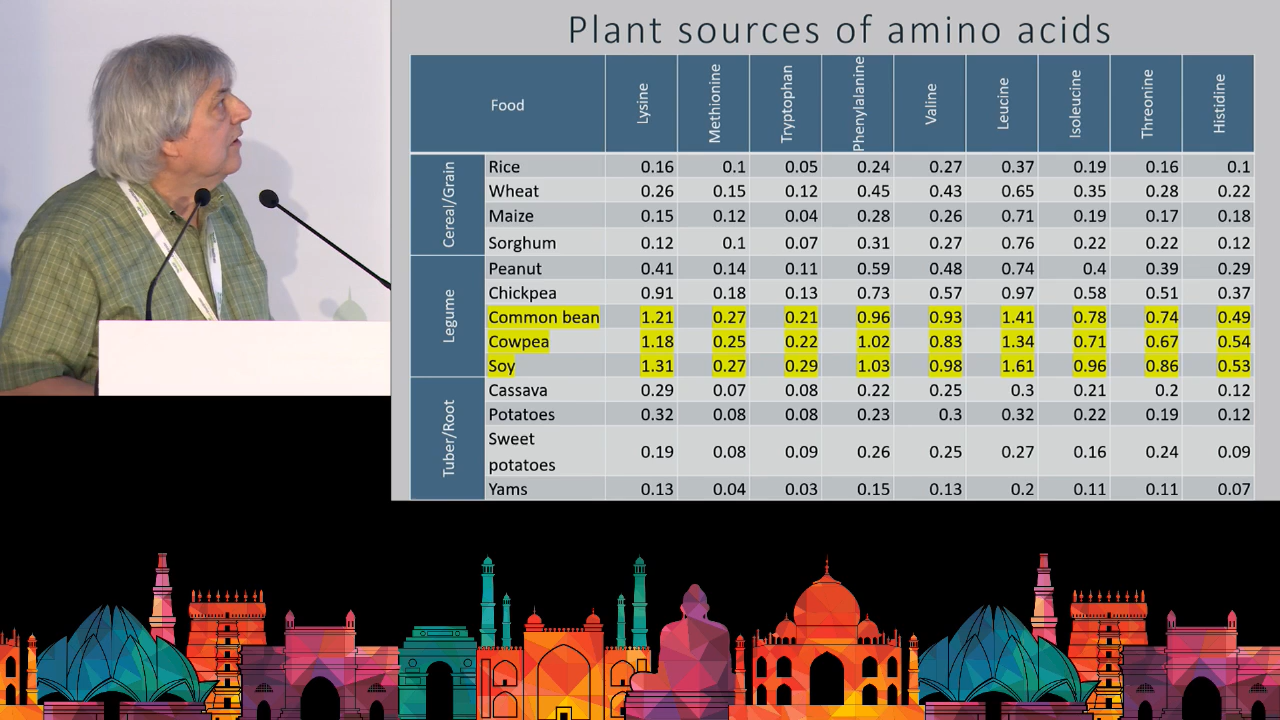 Plant sources of amino acids
Food Lysine Methionine Tryptophan Phenylalanine Valine Leucine Isoleucine Threonine Histidine
Cereal/Grain
Rice 0.16 0.1 0.05 0.24 0.27 0.37 0.19 0.16 0.1
Wheat 0.26 0.15 0.12 0.45 0.43 0.65 0.35 0.28 0.22
Maize 0.15 0.12 0.04 0.28 0.26 0.71 0.19 0.17 0.18
Sorghum 0.12 0.1 0.07 0.31 0.27 0.76 0.22 0.22 0.12
Legume
Peanut 0.41 0.14 0.11 0.59 0.48 0.74 0.4 0.39 0.29
Chickpea 0.91 0.18 0.13 0.73 0.57 0.97 0.58 0.51 0.37
Common bean 1.21 0.27 0.21 0.96 0.93 1.41 0.78 0.74 0.49
Cowpea 1.18 0.25 0.22 1.02 0.83 1.34 0.71 0.67 0.54
Soy 1.31 0.27 0.29 1.03 0.98 1.61 0.96 0.86 0.53
Tuber/Root
Cassava 0.29 0.07 0.08 0.22 0.25 0.3 0.21 0.2 0.12
Potatoes 0.32 0.08 0.08 0.23 0.3 0.32 0.22 0.19 0.12
Sweet
potatoes 0.19 0.08 0.09 0.26 0.25 0.27 0.16 0.24 0.09
Yams 0.13 0.04 0.03 0.15 0.13 0.2 0.11 0.11 0.07